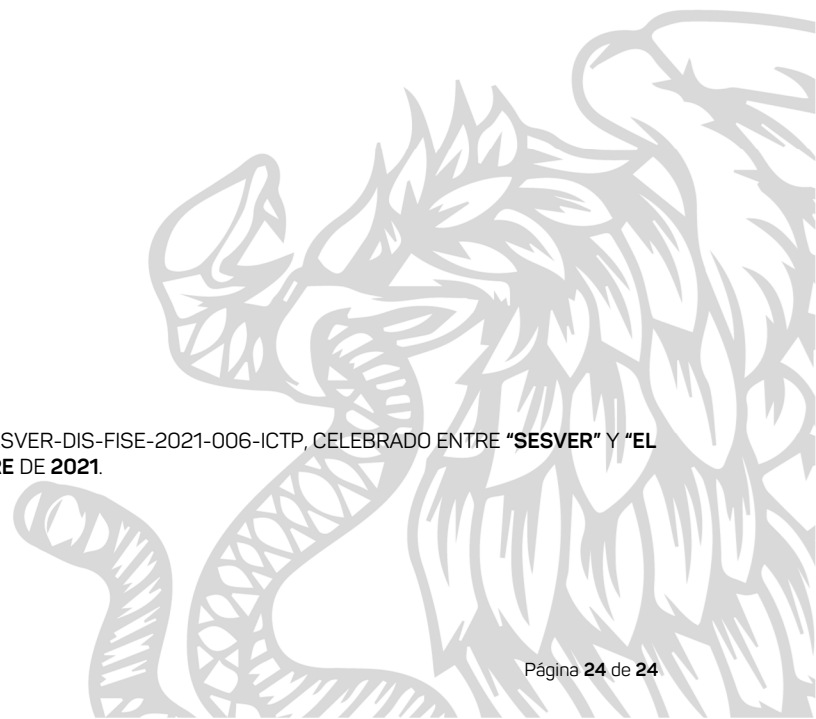 SVER-DIS-FISE-2021-006-ICTP, CELEBRADO ENTRE “SESVER” Y “EL
RE DE 2021.
Página 24 de 24